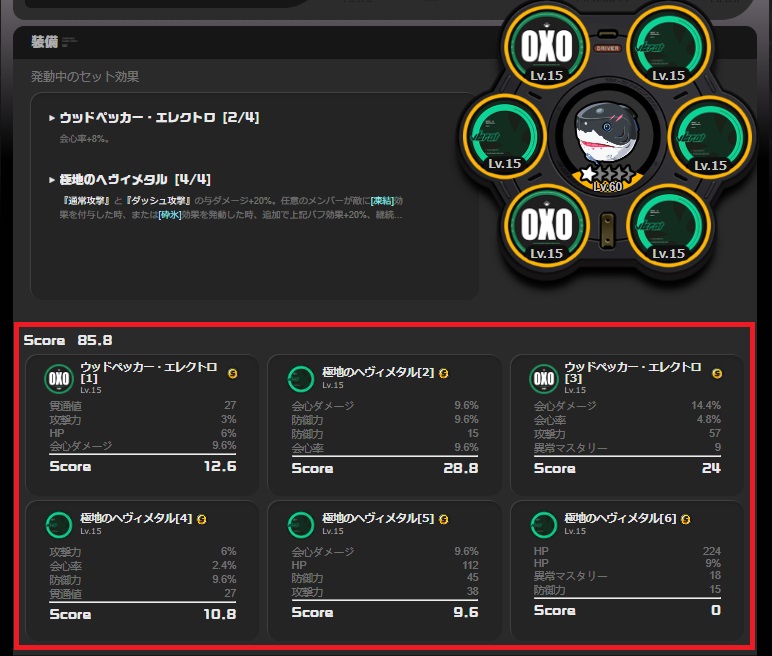 装備
発動中のセット効果
▶ ウッドペッカー・エレクトロ [2/4]
会心率+8%。
▶ 極地のヘヴィメタル [4/4]
『通常攻撃』と『ダッシュ攻撃』の与ダメージ+20%。任意のメンバーが敵に[凍結]効
果を付与した時、または[砕氷]効果を発動した時、追加で上記バフ効果+20%、継続...
OXO
Lv.15
DRIVER
Lv.15
Lv.15
Lv.15
Lv.60
OXO
Lv.15
Lv.15
Score 85.8
OXO
ウッドペッカー・エレクトロ
[1]
Lv.15
貫通値 27
攻撃力 3%
HP 6%
会心ダメージ 9.6%
Score 12.6
極地のヘヴィメタル[2]
Lv.15
会心ダメージ 9.6%
防御力 9.6%
防御力 15
会心率 9.6%
Score 28.8
OXO
ウッドペッカー・エレクトロ
[3]
Lv.15
会心ダメージ 14.4%
会心率 4.8%
攻撃力 57
異常マスタリー 9
Score 24
極地のヘヴィメタル[4]
Lv.15
攻撃力 6%
会心率 2.4%
防御力 9.6%
貫通値 27
Score 10.8
極地のヘヴィメタル[5]
Lv.15
会心ダメージ 9.6%
HP 112
防御力 45
攻撃力 38
Score 9.6
極地のヘヴィメタル[6]
Lv.15
HP 224
HP 9%
異常マスタリー 18
防御力 15
Score 0